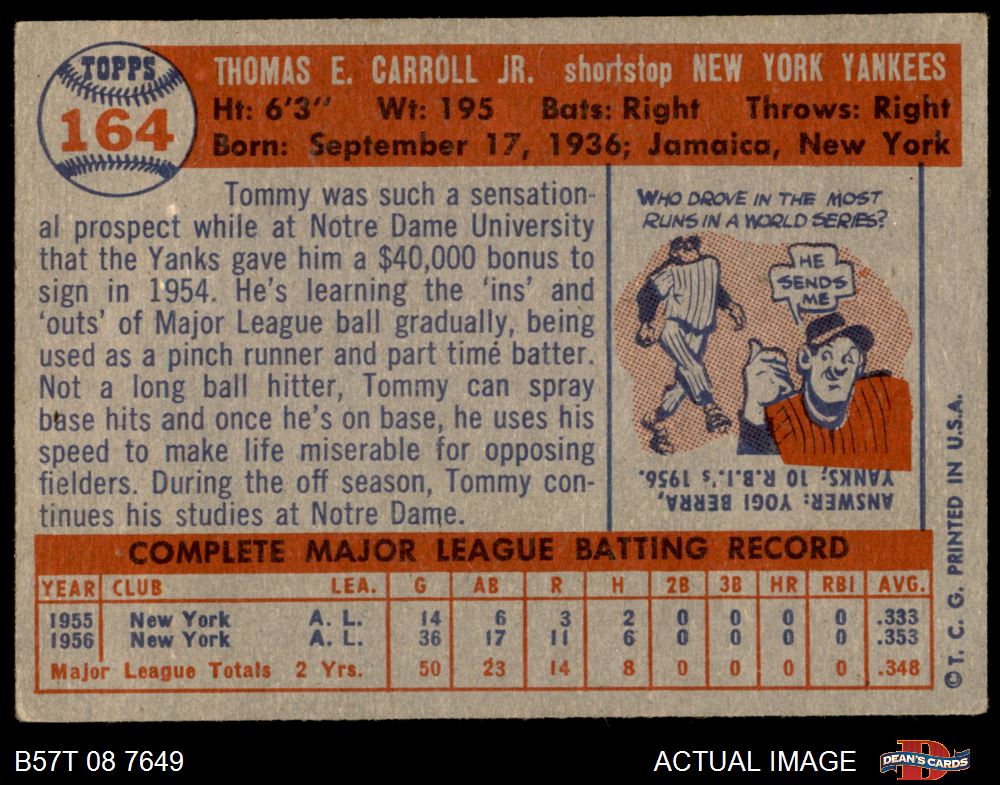 TOPPS
164
THOMAS E. CARROLL JR. shortstop NEW YORK YANKEES
Ht: 6'3" Wt: 195 Bats: Right Throws: Right
Born: September 17, 1936; Jamaica, New York
Tommy was such a sensation-
al prospect while at Notre Dame University
that the Yanks gave him a $40,000 bonus to
sign in 1954. He's learning the 'ins' and
'outs' of Major League ball gradually, being
used as a pinch runner and part time batter.
Not a long ball hitter, Tommy can spray
base hits and once he's on base, he uses his
speed to make life miserable for opposing
fielders. During the off season, Tommy con-
tinues his studies at Notre Dame.
WHO DROVE IN THE MOST
RUNS IN A WORLD SERIES?
HE
SENDS
ME
ANSWER: YOGI BERRA,
YANKS; 10 R.B.I.'s 1956.
COMPLETE MAJOR LEAGUE BATTING RECORD
YEAR CLUB LEA. G AB R H 2B 3B HR RBI AVG.
1955 New York A. L. 14 6 3 2 0 0 0 0 .333
1956 New York A. L. 36 17 11 6 0 0 0 0 .353
Major League Totals 2 Yrs. 50 23 14 8 0 0 0 0 .348
©T. C. G. PRINTED IN U.S.A.
B57T 08 7649
ACTUAL IMAGE
D
DEAN'S CARDS